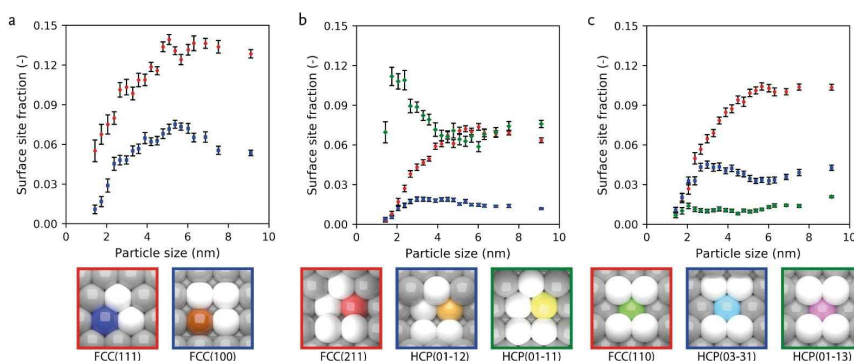 a
b
c
Surface site fraction (-)
0.15
0.12
0.09
0.06
0.03
0.00
0
2
4
6
8
10
Particle size (nm)
Surface site fraction (-)
0.15
0.12
0.09
0.06
0.03
0.00
0
2
4
6
8
10
Particle size (nm)
Surface site fraction (-)
0.15
0.12
0.09
0.06
0.03
0.00
0
2
4
6
8
10
Particle size (nm)
FCC(111)
FCC(100)
FCC(211)
HCP(01-12)
HCP(01-11)
FCC(110)
HCP(03-31)
HCP(01-13)